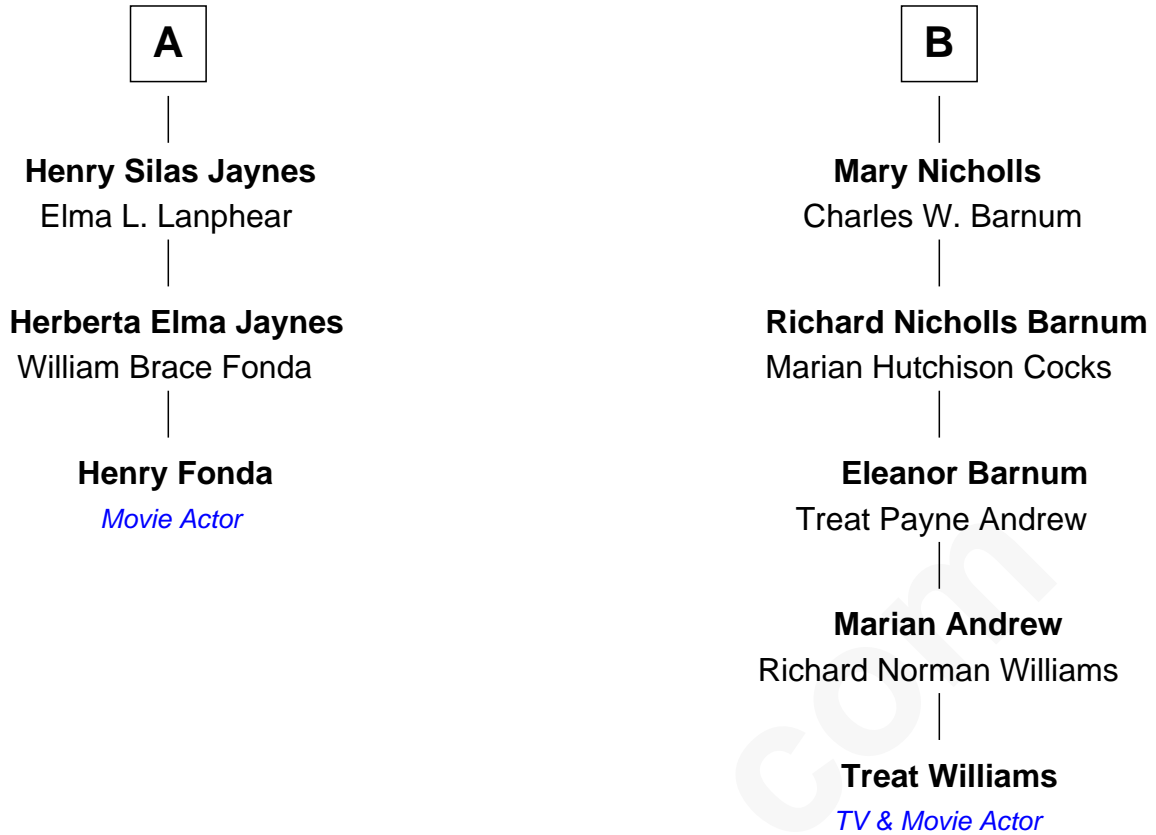 A
Henry Silas Jaynes
Elma L. Lanphear
Herberta Elma Jaynes
William Brace Fonda
Henry Fonda
Movie Actor
B
Mary Nicholls
Charles W. Barnum
Richard Nicholls Barnum
Marian Hutchison Cocks
Eleanor Barnum
Treat Payne Andrew
Marian Andrew
Richard Norman Williams
Treat Williams
TV & Movie Actor
com